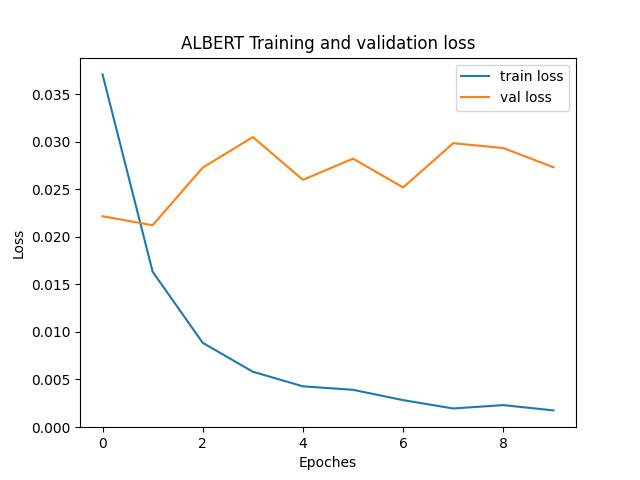 ALBERT Training and validation loss
train loss
val loss
0.035
0.030
0.025
0.020
0.015
0.010
0.005
0.000
Loss
0 2 4 6 8
Epoches